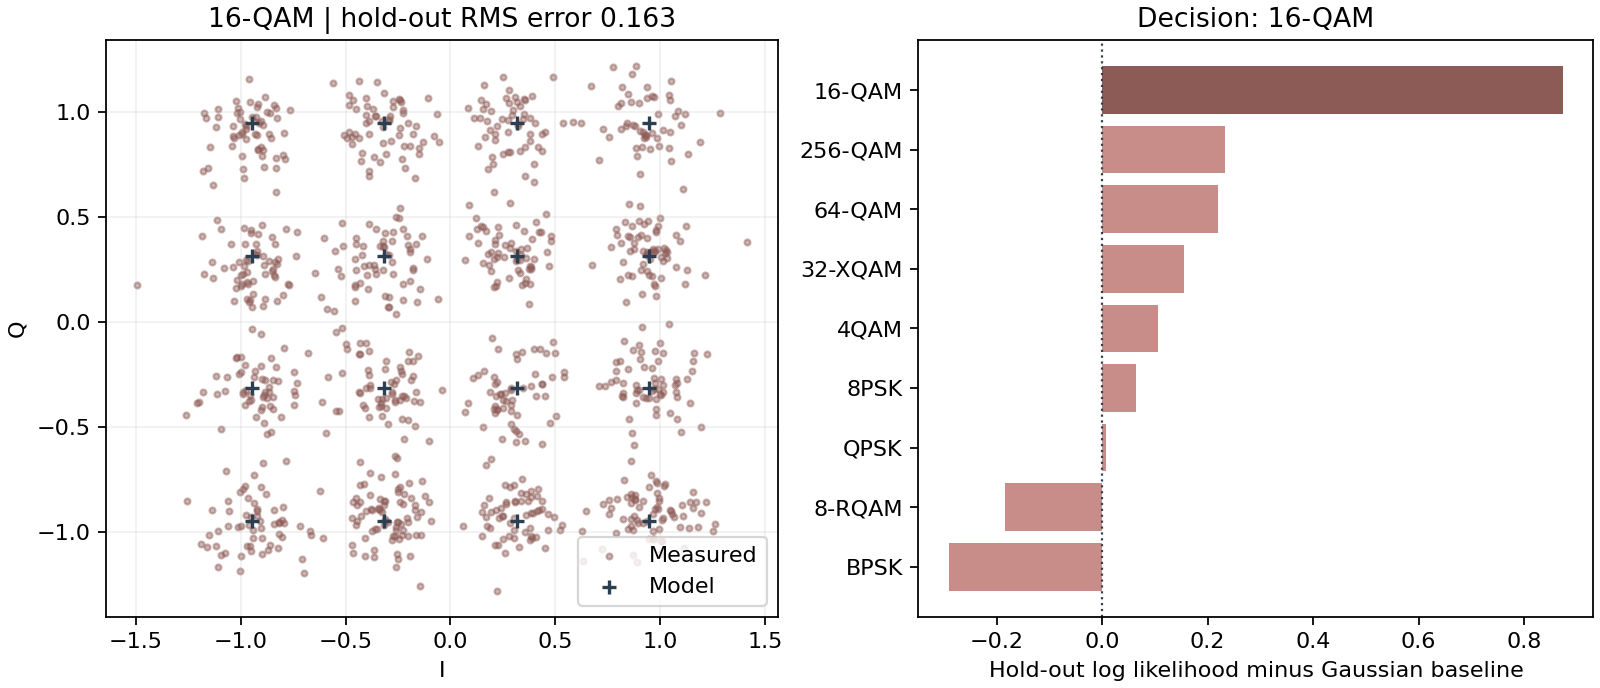 16-QAM | hold-out RMS error 0.163
1.0
0.5
0.0
−0.5
−1.0
Q
−1.5
−1.0
−0.5
0.0
0.5
1.0
1.5
I
Measured
Model
Decision: 16-QAM
16-QAM
256-QAM
64-QAM
32-XQAM
4QAM
8PSK
QPSK
8-RQAM
BPSK
−0.2
0.0
0.2
0.4
0.6
0.8
Hold-out log likelihood minus Gaussian baseline